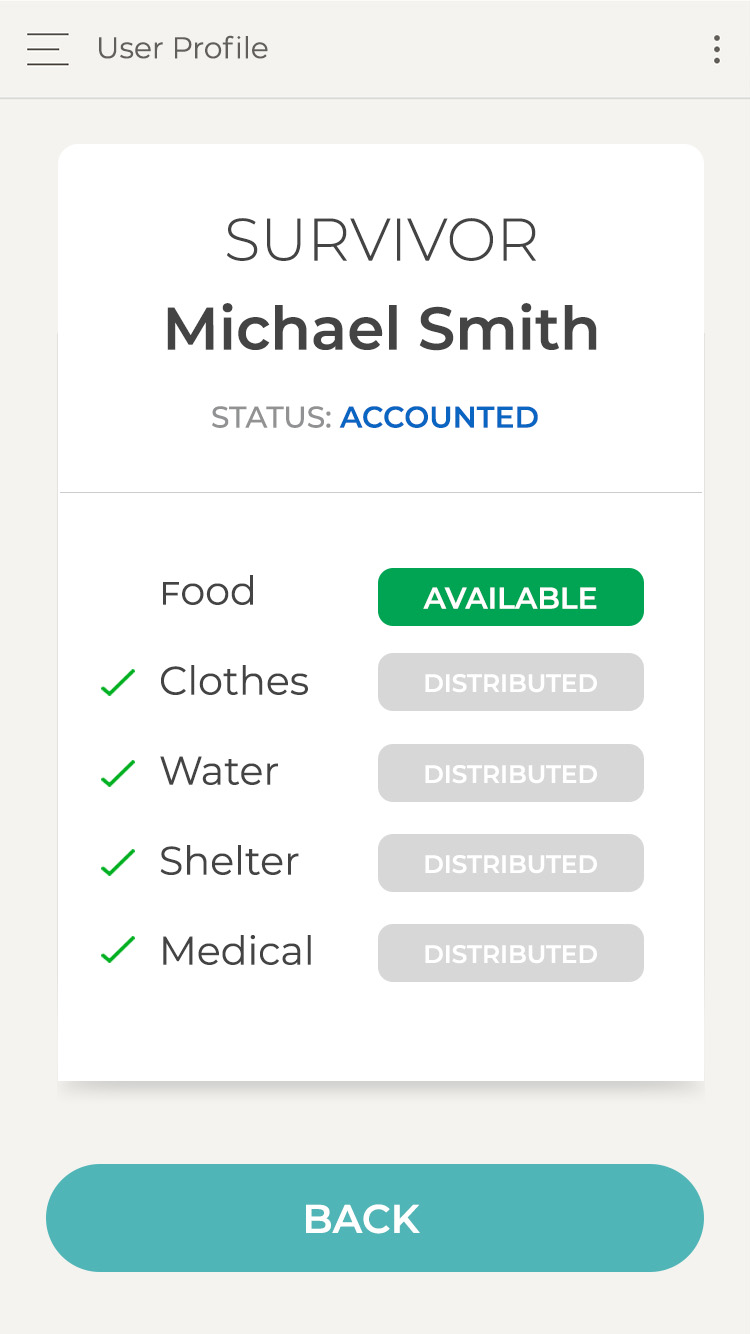 User Profile
SURVIVOR
Michael Smith
STATUS: ACCOUNTED
Food AVAILABLE
Clothes DISTRIBUTED
Water DISTRIBUTED
Shelter DISTRIBUTED
Medical DISTRIBUTED
BACK